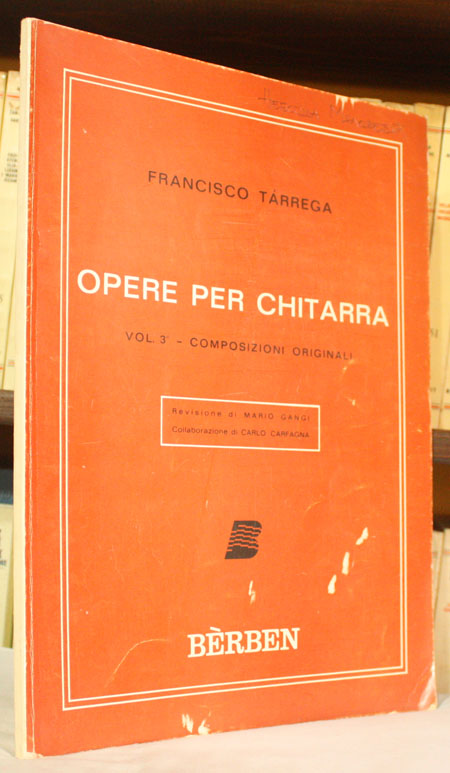 FRANCISCO TÀRREGA
OPERE PER CHITARRA
VOL. 3° - COMPOSIZIONI ORIGINALI
Revisione di MARIO GANGI
Collaborazione di CARLO CARFAGNA
B
BÈRBEN